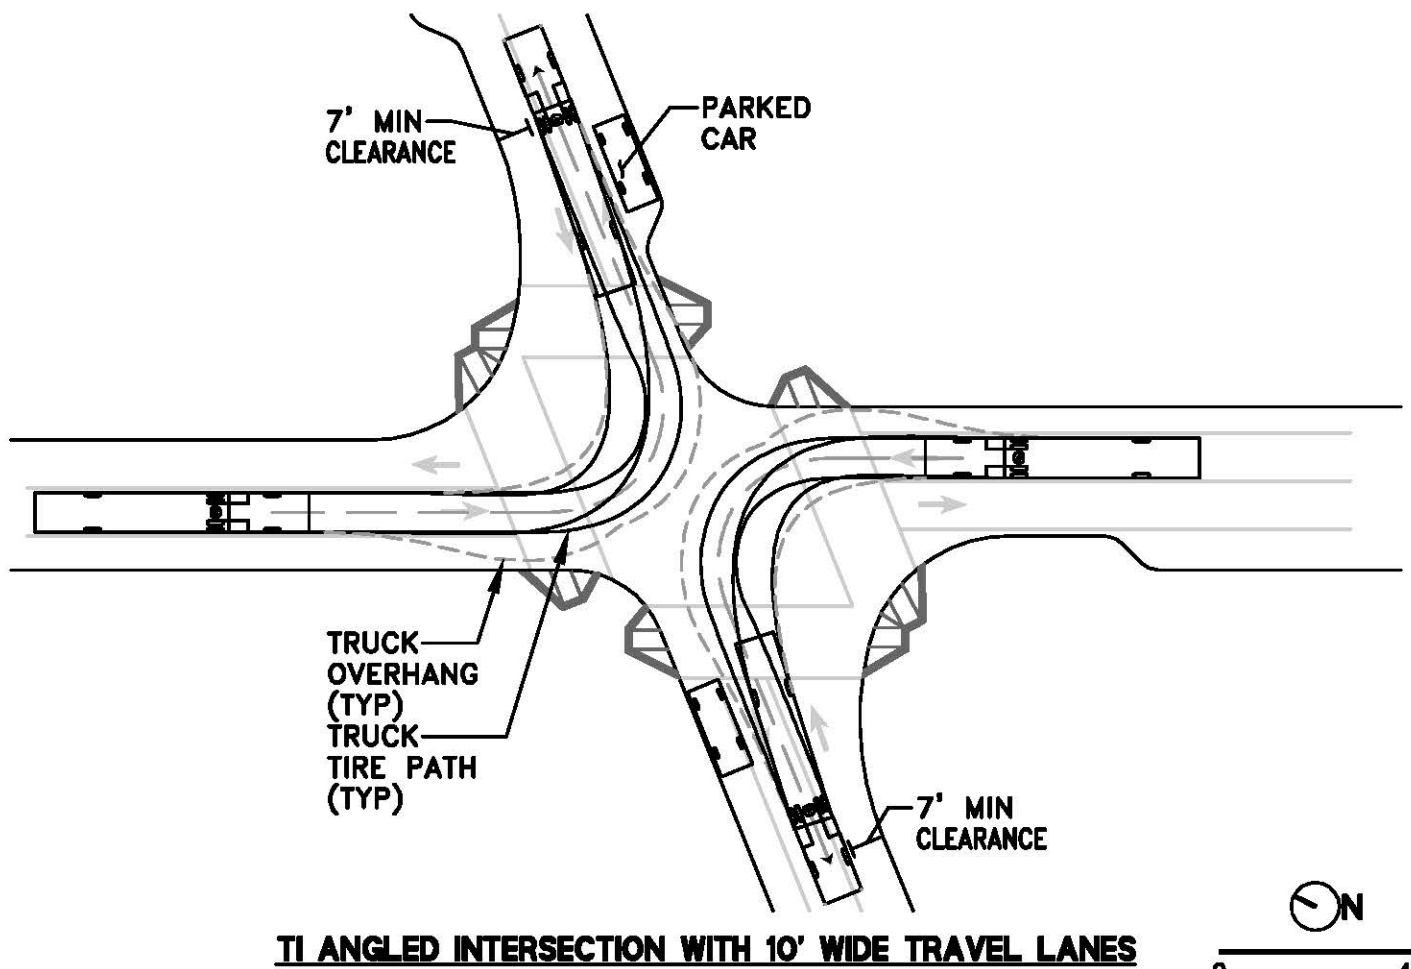 7' MIN
CLEARANCE
PARKED
CAR
TRUCK
OVERHANG
(TYP)
TRUCK
TIRE PATH
(TYP)
7' MIN
CLEARANCE
N
TI ANGLED INTERSECTION WITH 10' WIDE TRAVEL LANES